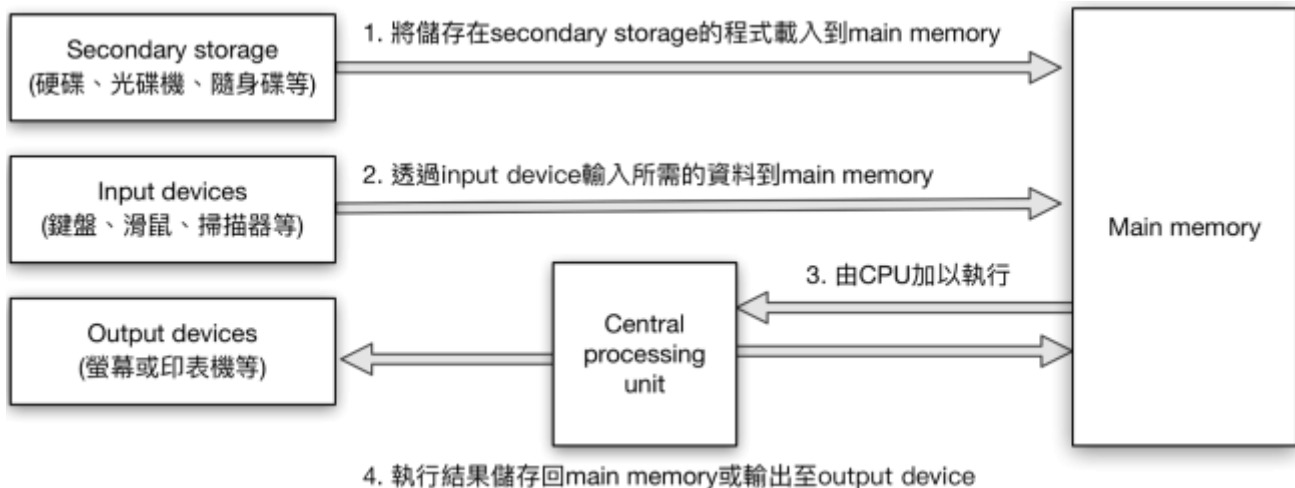 Secondary storage
(硬碟、光碟機、隨身碟等)
1. 將儲存在secondary storage的程式載入到main memory
Input devices
(鍵盤、滑鼠、掃描器等)
2. 透過input device輸入所需的資料到main memory
Main memory
3. 由CPU加以執行
Output devices
(螢幕或印表機等)
Central
processing
unit
4. 執行結果儲存回main memory或輸出至output device